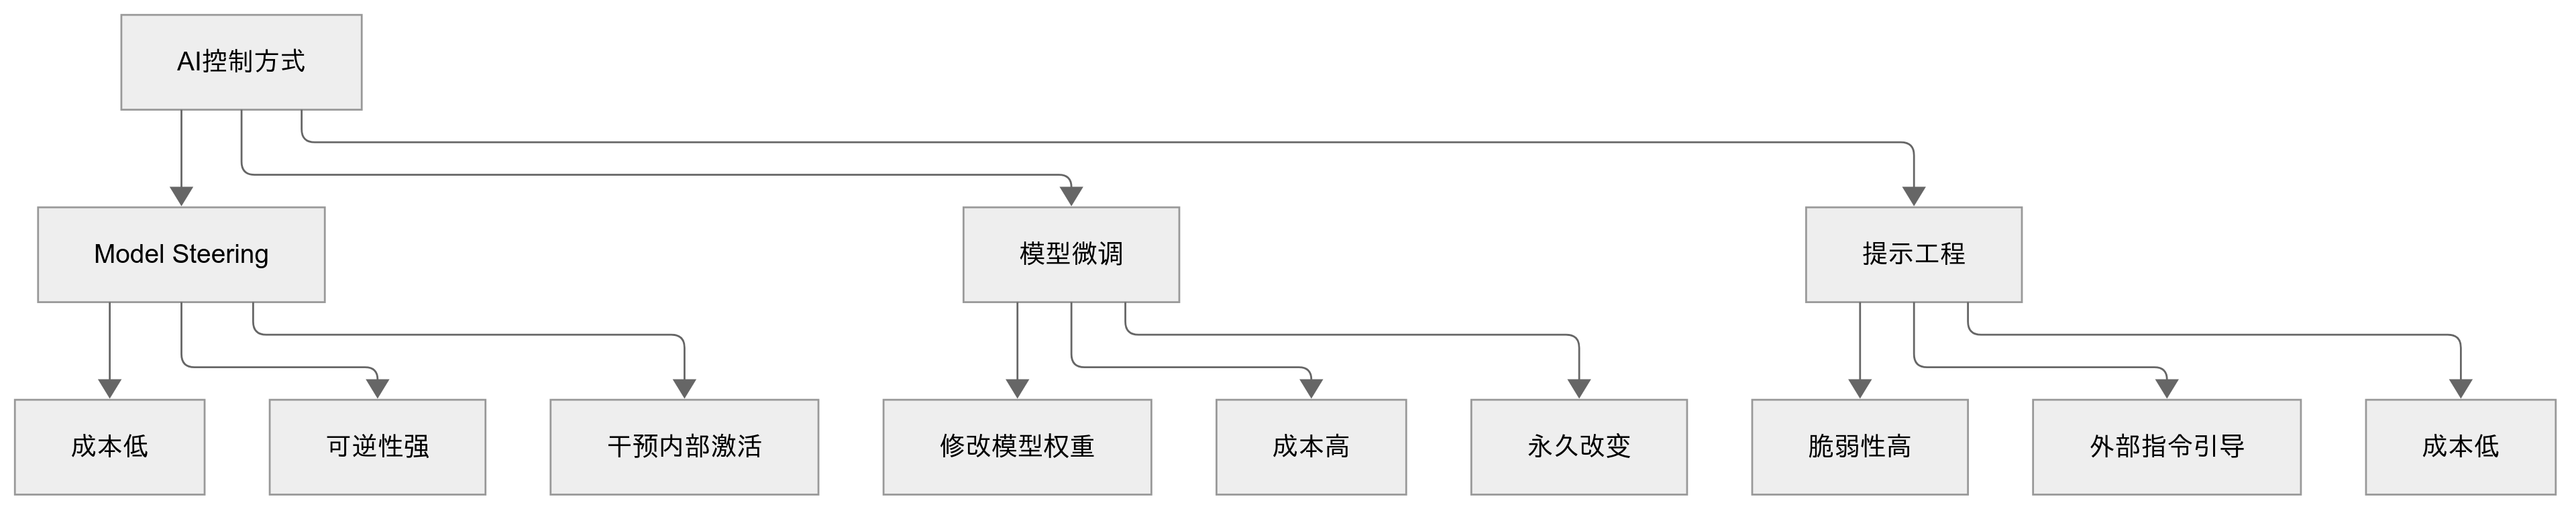 AI控制方式
Model Steering
模型微调
提示工程
成本低
可逆性强
干预内部激活
修改模型权重
成本高
永久改变
脆弱性高
外部指令引导
成本低